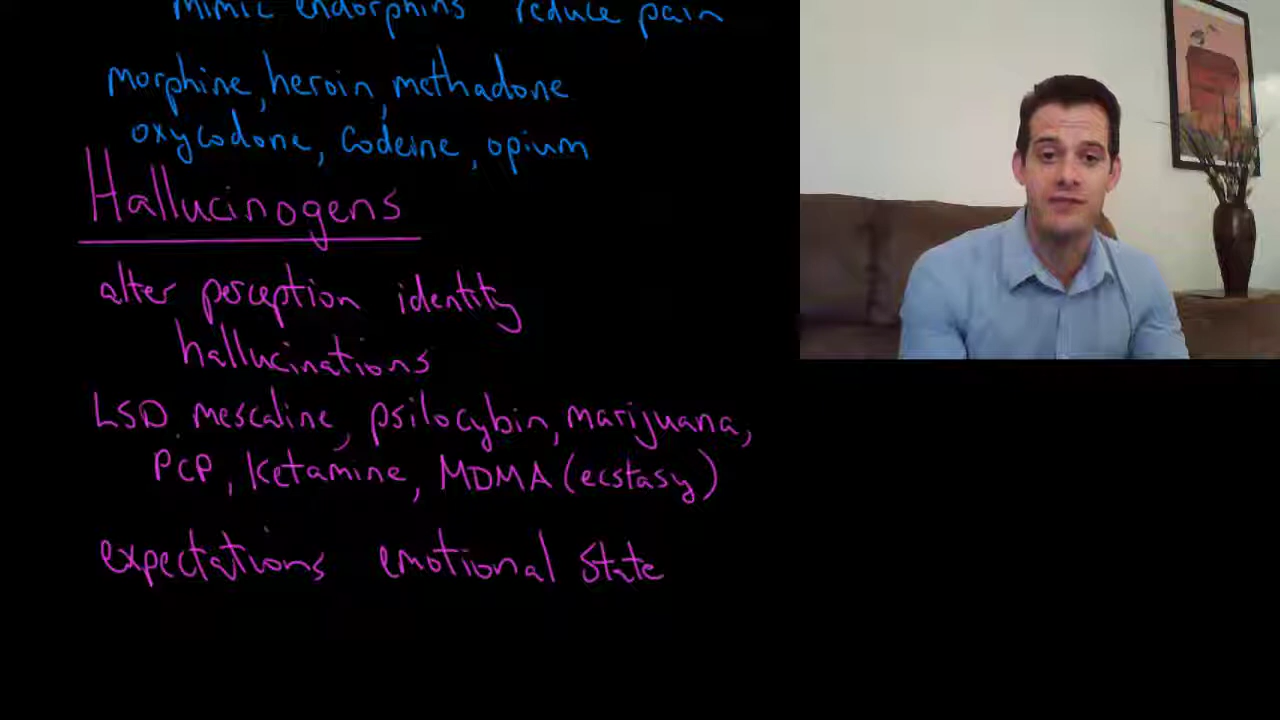 mimic endorphins reduce pain
morphine, heroin, methadone
oxycodone, codeine, opium
Hallucinogens
alter perception identity
hallucinations
LSD mescaline, psilocybin, marijuana,
PCP, Ketamine, MDMA (ecstasy)
expectations emotional state